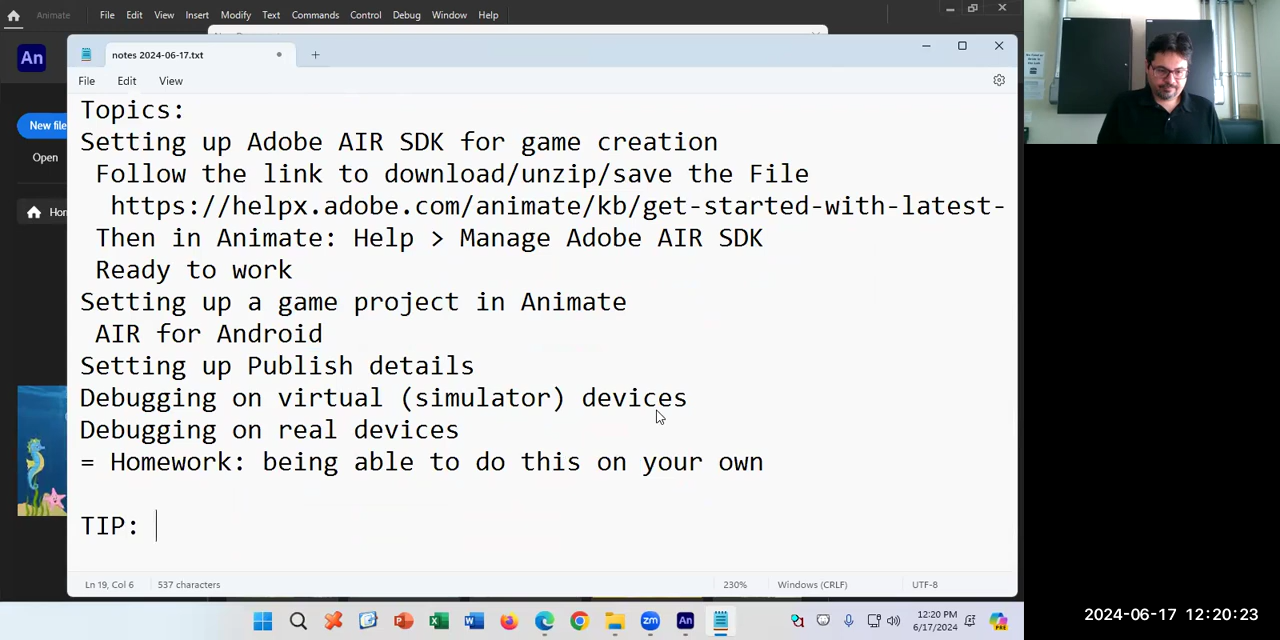 Animate File Edit View Insert Modify Text Commands Control Debug Window Help
An
notes 2024-06-17.txt
File Edit View
New file
Open
Topics:
Setting up Adobe AIR SDK for game creation
Follow the link to download/unzip/save the File
https://helpx.adobe.com/animate/kb/get-started-with-latest-
Then in Animate: Help > Manage Adobe AIR SDK
Ready to work
Setting up a game project in Animate
AIR for Android
Setting up Publish details
Debugging on virtual (simulator) devices
Debugging on real devices
= Homework: being able to do this on your own
TIP:
Ln 19, Col 6 537 characters 230% Windows (CRLF) UTF-8
12:20 PM
6/17/2024
2024-06-17 12:20:23